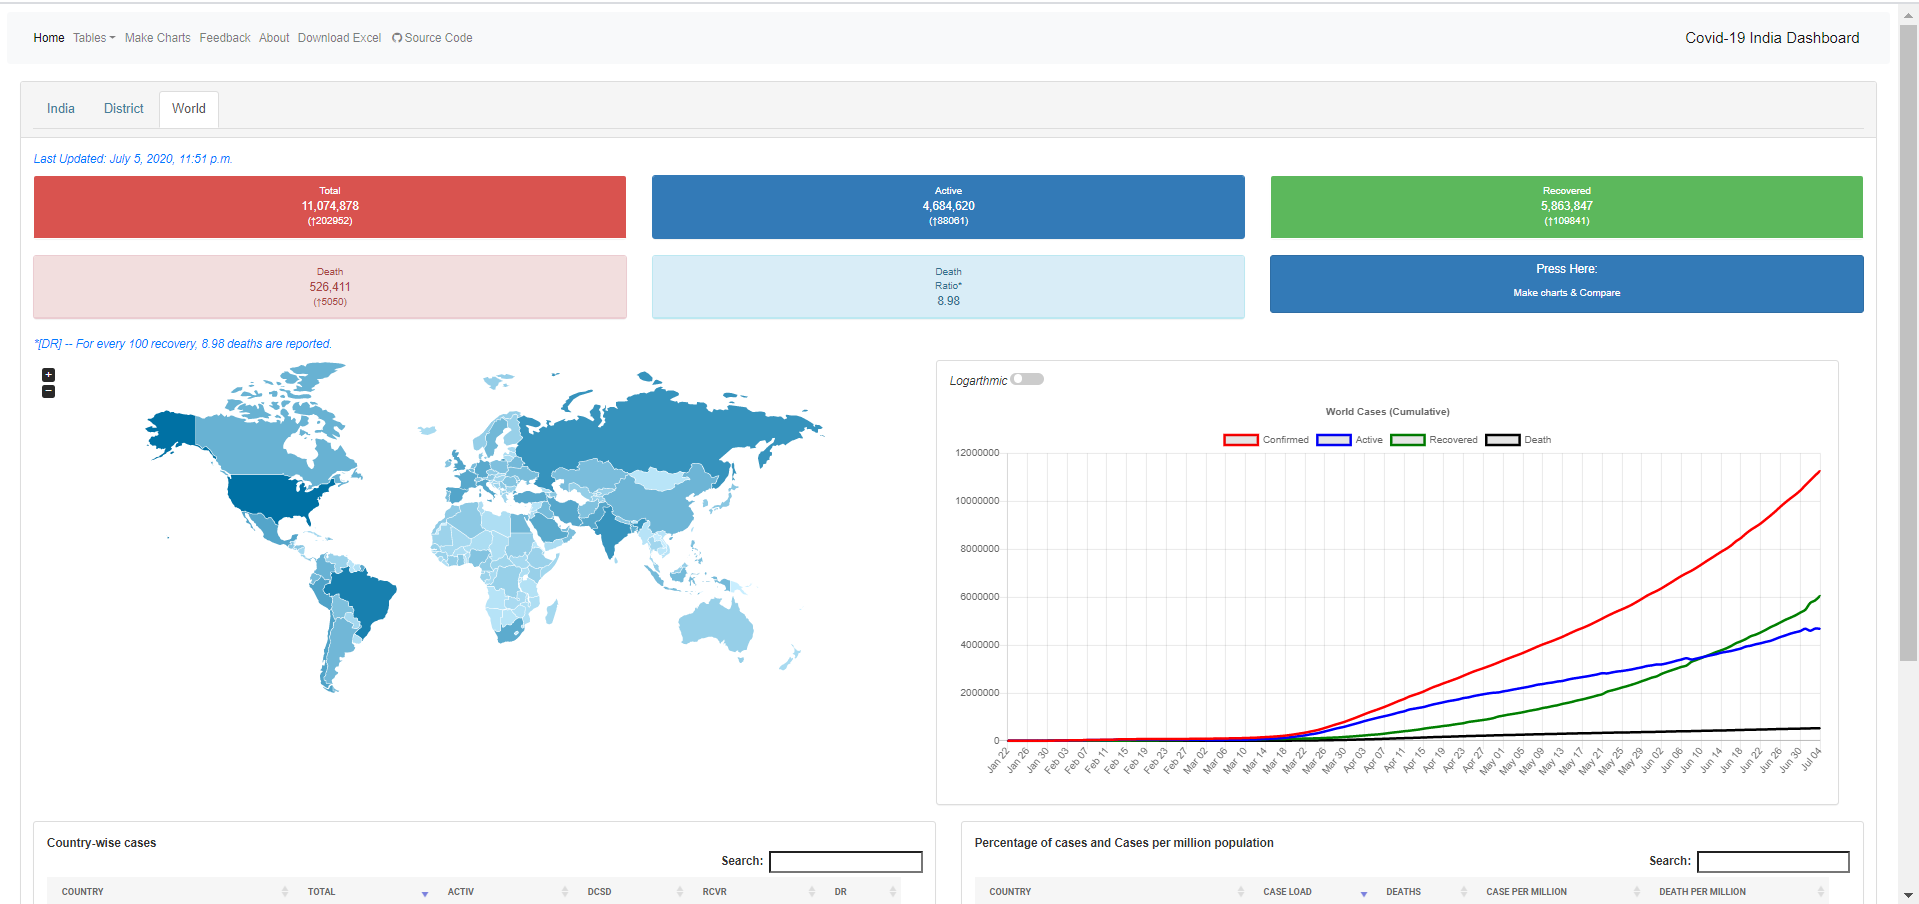 Home Tables Make Charts Feedback About Download Excel Source Code
Covid-19 India Dashboard
India District World
Last Updated: July 5, 2020, 11:51 p.m.
Total
11,074,878
(↑202952)
Active
4,684,620
(↑88061)
Recovered
5,863,847
(↑109841)
Death
526,411
(↑5050)
Death
Ratio*
8.98
Press Here:
Make charts & Compare
*[DR] -- For every 100 recovery, 8.98 deaths are reported.
+
−
Logarthmic
World Cases (Cumulative)
Confirmed Active Recovered Death
12000000
10000000
8000000
6000000
4000000
2000000
0
Jan 22 Jan 26 Jan 30 Feb 03 Feb 07 Feb 11 Feb 15 Feb 19 Feb 23 Feb 27 Mar 02 Mar 06 Mar 10 Mar 14 Mar 18 Mar 22 Mar 26 Mar 30 Apr 03 Apr 07 Apr 11 Apr 15 Apr 19 Apr 23 Apr 27 May 01 May 05 May 09 May 13 May 17 May 21 May 25 May 29 Jun 02 Jun 06 Jun 10 Jun 14 Jun 18 Jun 22 Jun 26 Jun 30 Jul 04
Country-wise cases
Search:
COUNTRY TOTAL ACTIV DCSD RCVR DR
Percentage of cases and Cases per million population
Search:
COUNTRY CASE LOAD DEATHS CASE PER MILLION DEATH PER MILLION